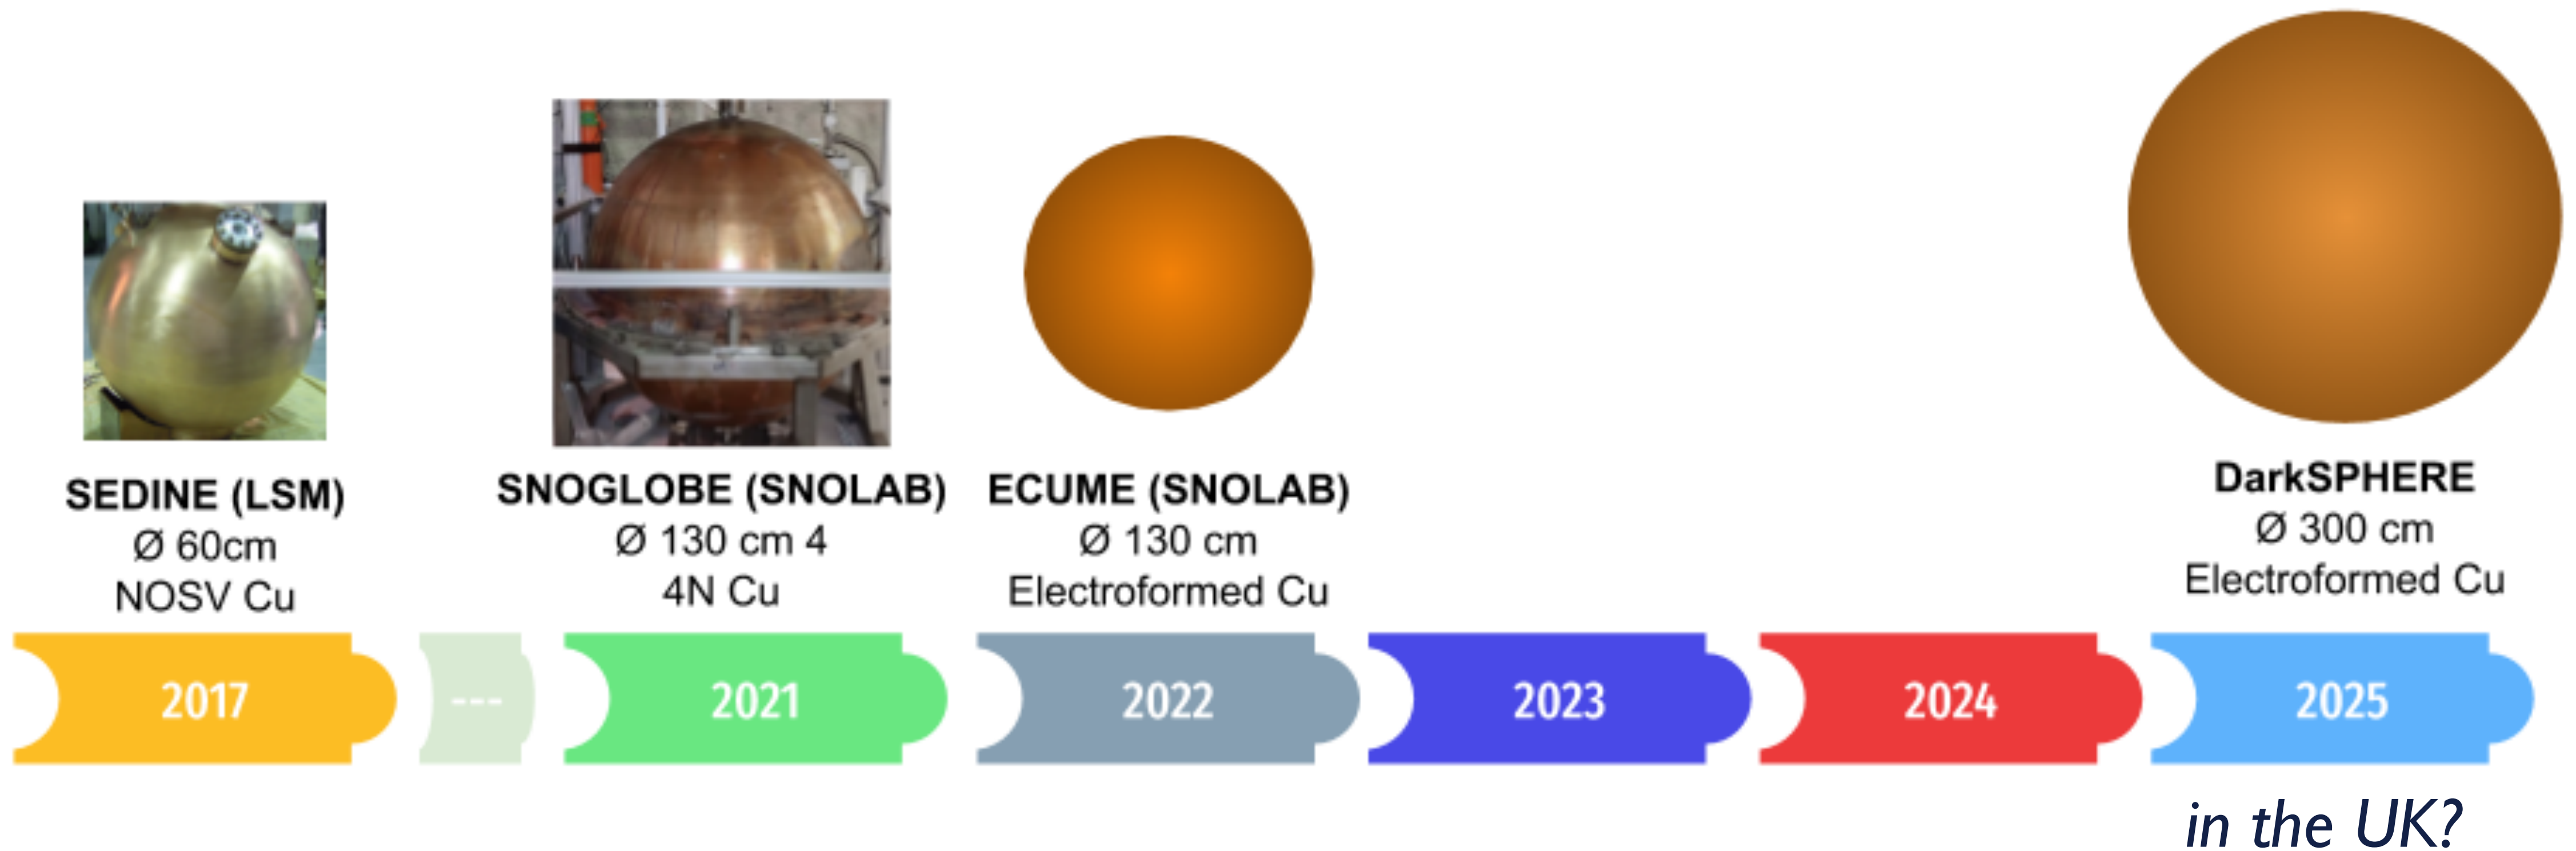 SEDINE (LSM)
Ø 60cm
NOSV Cu
SNOGLOBE (SNOLAB)
Ø 130 cm 4
4N Cu
ECUME (SNOLAB)
Ø 130 cm
Electroformed Cu
DarkSPHERE
Ø 300 cm
Electroformed Cu
2017
---
2021
2022
2023
2024
2025
in the UK?